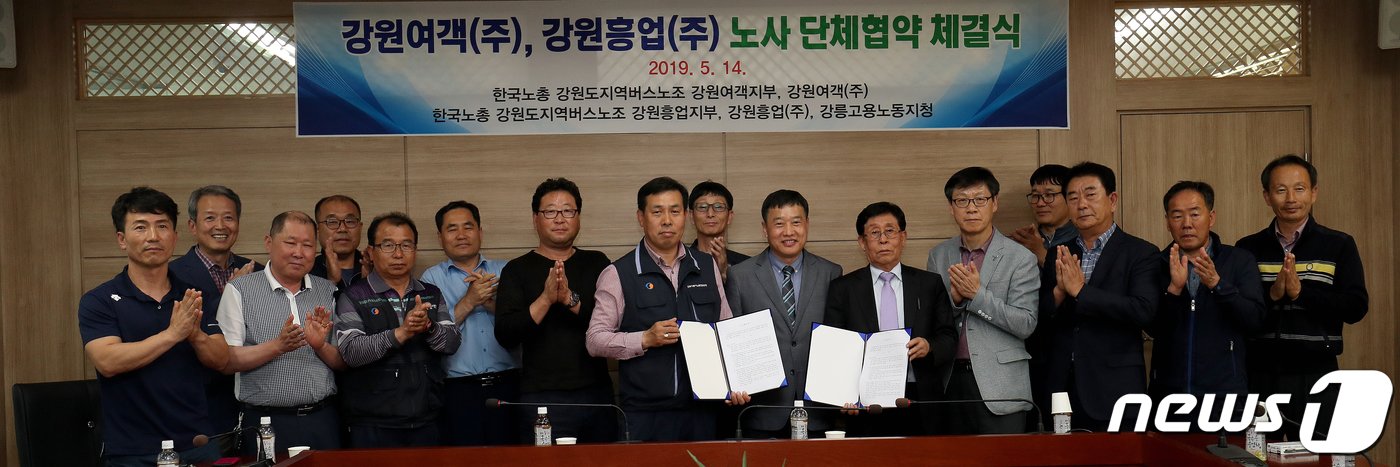 강원여객(주), 강원흥업(주) 노사 단체협약 체결식
2019. 5. 14.
한국노총 강원도지역버스노조 강원여객지부, 강원여객(주)
한국노총 강원도지역버스노조 강원흥업지부, 강원흥업(주), 강릉고용노동지청
news1